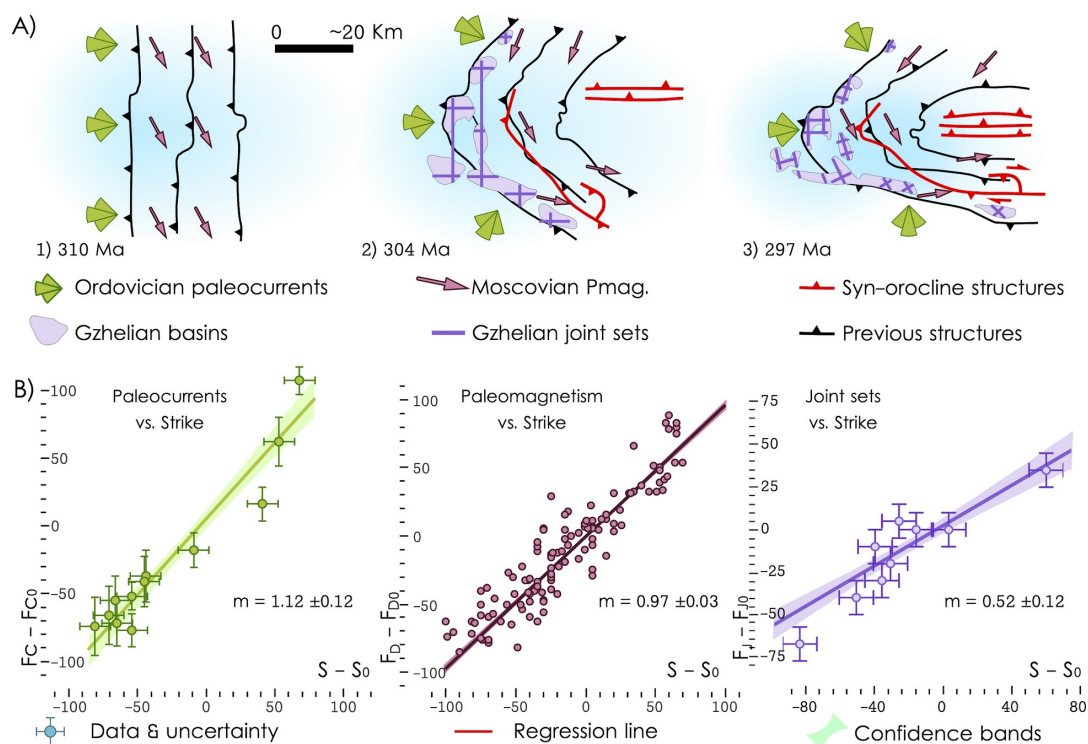 A)
0 ~20 Km
1) 310 Ma
2) 304 Ma
3) 297 Ma
Ordovician paleocurrents
Moscovian Pmag.
Syn-orocline structures
Gzhelian basins
Gzhelian joint sets
Previous structures
B)
Paleocurrents
vs. Strike
100
50
0
-50
-100
FC – FC0
m = 1.12 ±0.12
S – S0
-100 -50 0 50 100
Paleomagnetism
vs. Strike
100
50
0
-50
-100
FD – FD0
m = 0.97 ±0.03
S – S0
-100 -50 0 50 100
Joint sets
vs. Strike
75
50
25
0
-25
-50
-75
FJ – FJ0
m = 0.52 ±0.12
S – S0
-80 -40 0 40 80
Data & uncertainty
Regression line
Confidence bands